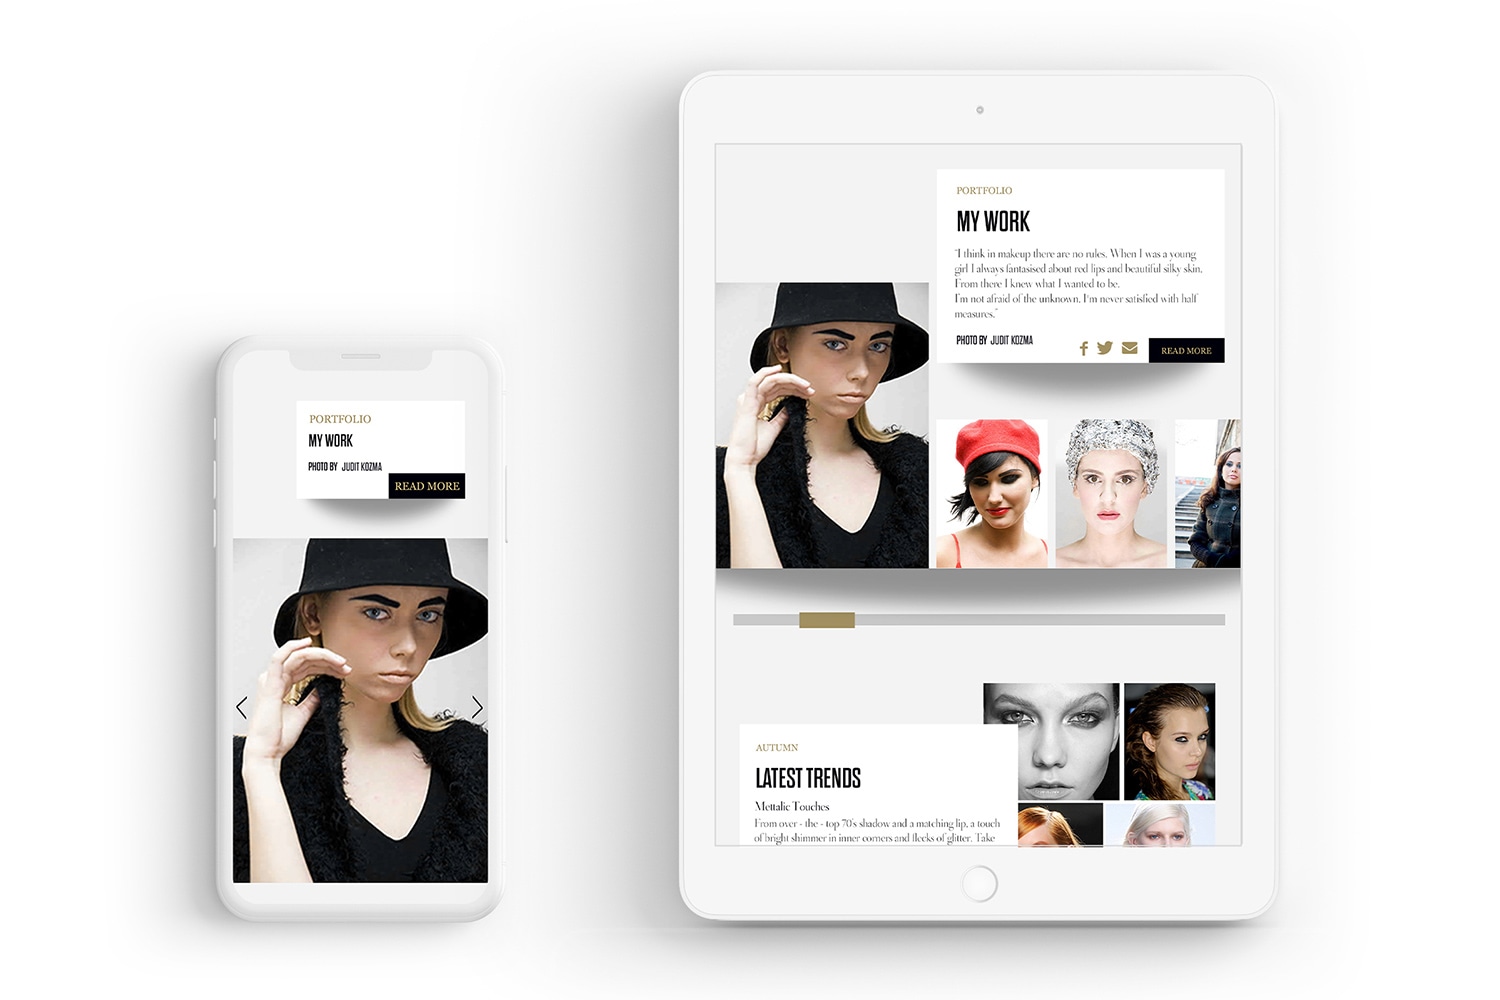 PORTFOLIO
MY WORK
PHOTO BY JUDIT KOZMA
READ MORE
PORTFOLIO
MY WORK
"I think in makeup there are no rules. When I was a young
girl I always fantasised about red lips and beautiful silky skin.
From there I knew what I wanted to be.
I'm not afraid of the unknown. I'm never satisfied with half
measures."
PHOTO BY JUDIT KOZMA
READ MORE
AUTUMN
LATEST TRENDS
Mettalic Touches
From over - the - top 70's shadow and a matching lip, a touch
of bright shimmer in inner corners and flecks of glitter. Take